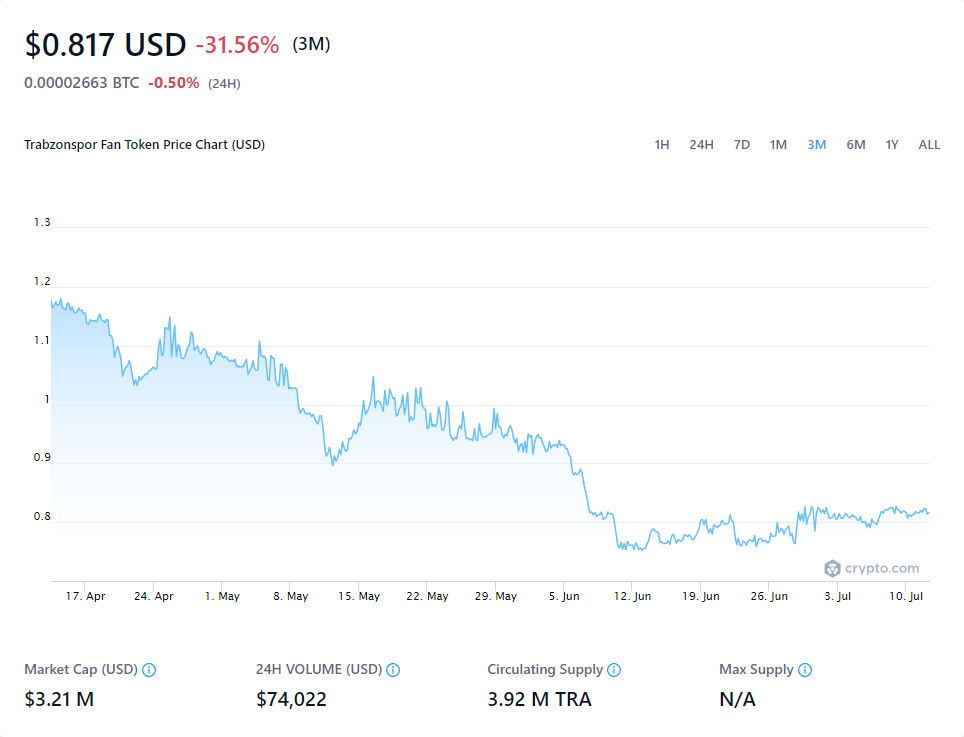 $0.817 USD -31.56% (3M)
0.00002663 BTC -0.50% (24H)
Trabzonspor Fan Token Price Chart (USD)
1H 24H 7D 1M 3M 6M 1Y ALL
1.3
1.2
1.1
1
0.9
0.8
crypto.com
17. Apr 24. Apr 1. May 8. May 15. May 22. May 29. May 5. Jun 12. Jun 19. Jun 26. Jun 3. Jul 10. Jul
Market Cap (USD) 24H VOLUME (USD) Circulating Supply Max Supply
$3.21 M $74,022 3.92 M TRA N/A